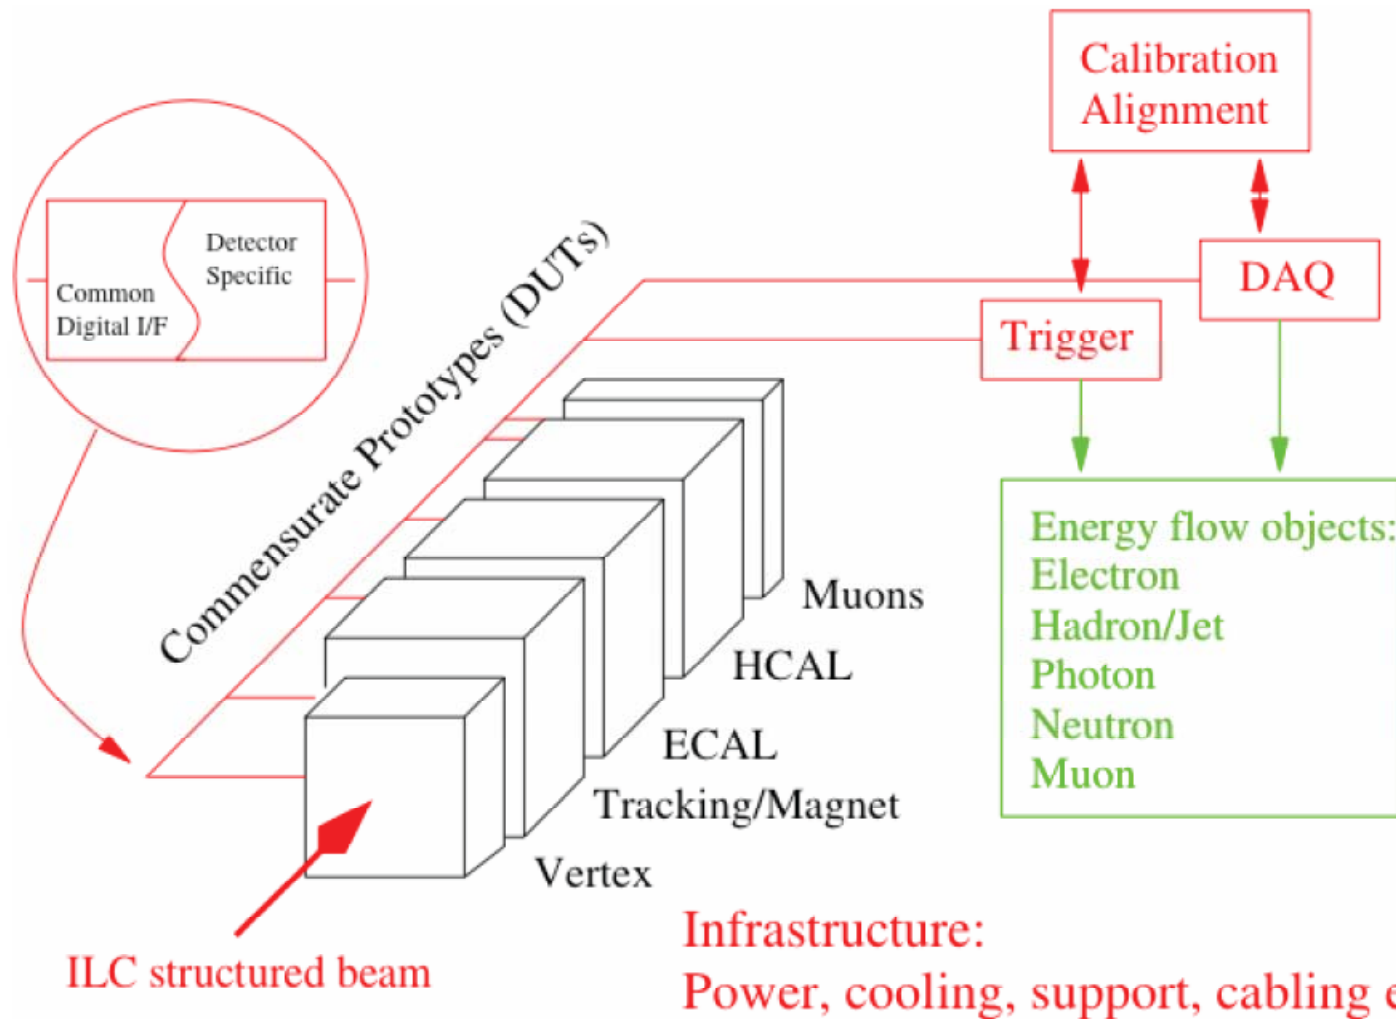 Calibration
Alignment
Detector
Specific
Common
Digital I/F
Commensurate Prototypes (DUTs)
DAQ
Trigger
Energy flow objects:
Electron
Hadron/Jet
Photon
Neutron
Muon
Muons
HCAL
ECAL
Tracking/Magnet
Vertex
ILC structured beam
Infrastructure:
Power, cooling, support, cabling